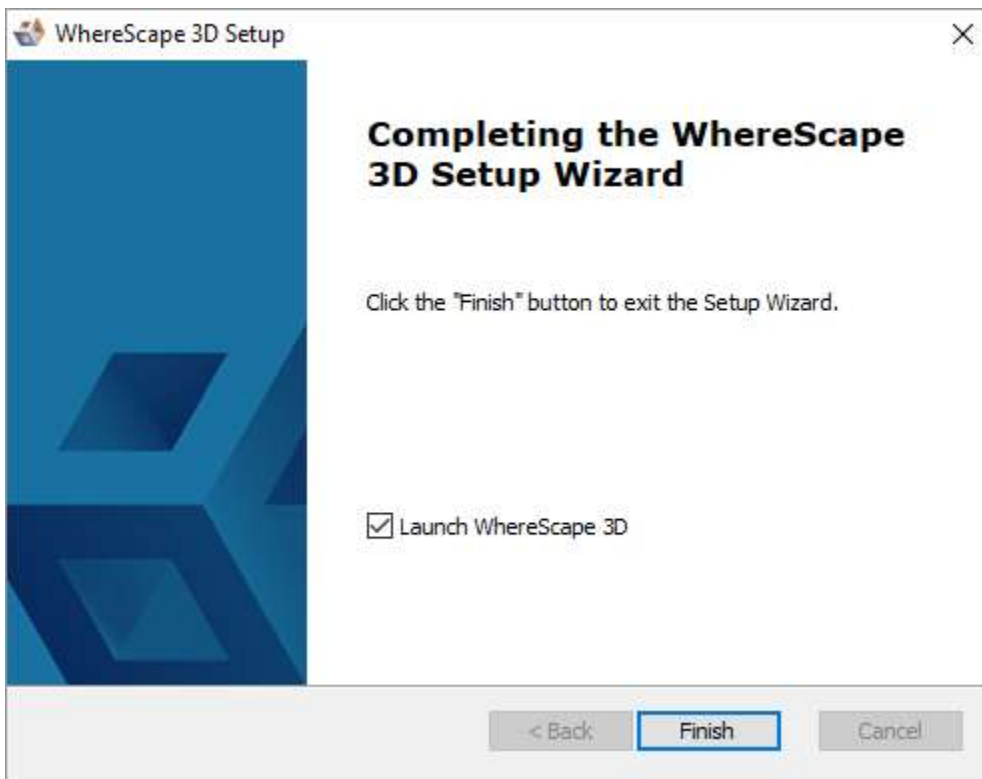 WhereScape 3D Setup
Completing the WhereScape
3D Setup Wizard
Click the "Finish" button to exit the Setup Wizard.
Launch WhereScape 3D
< Back
Finish
Cancel